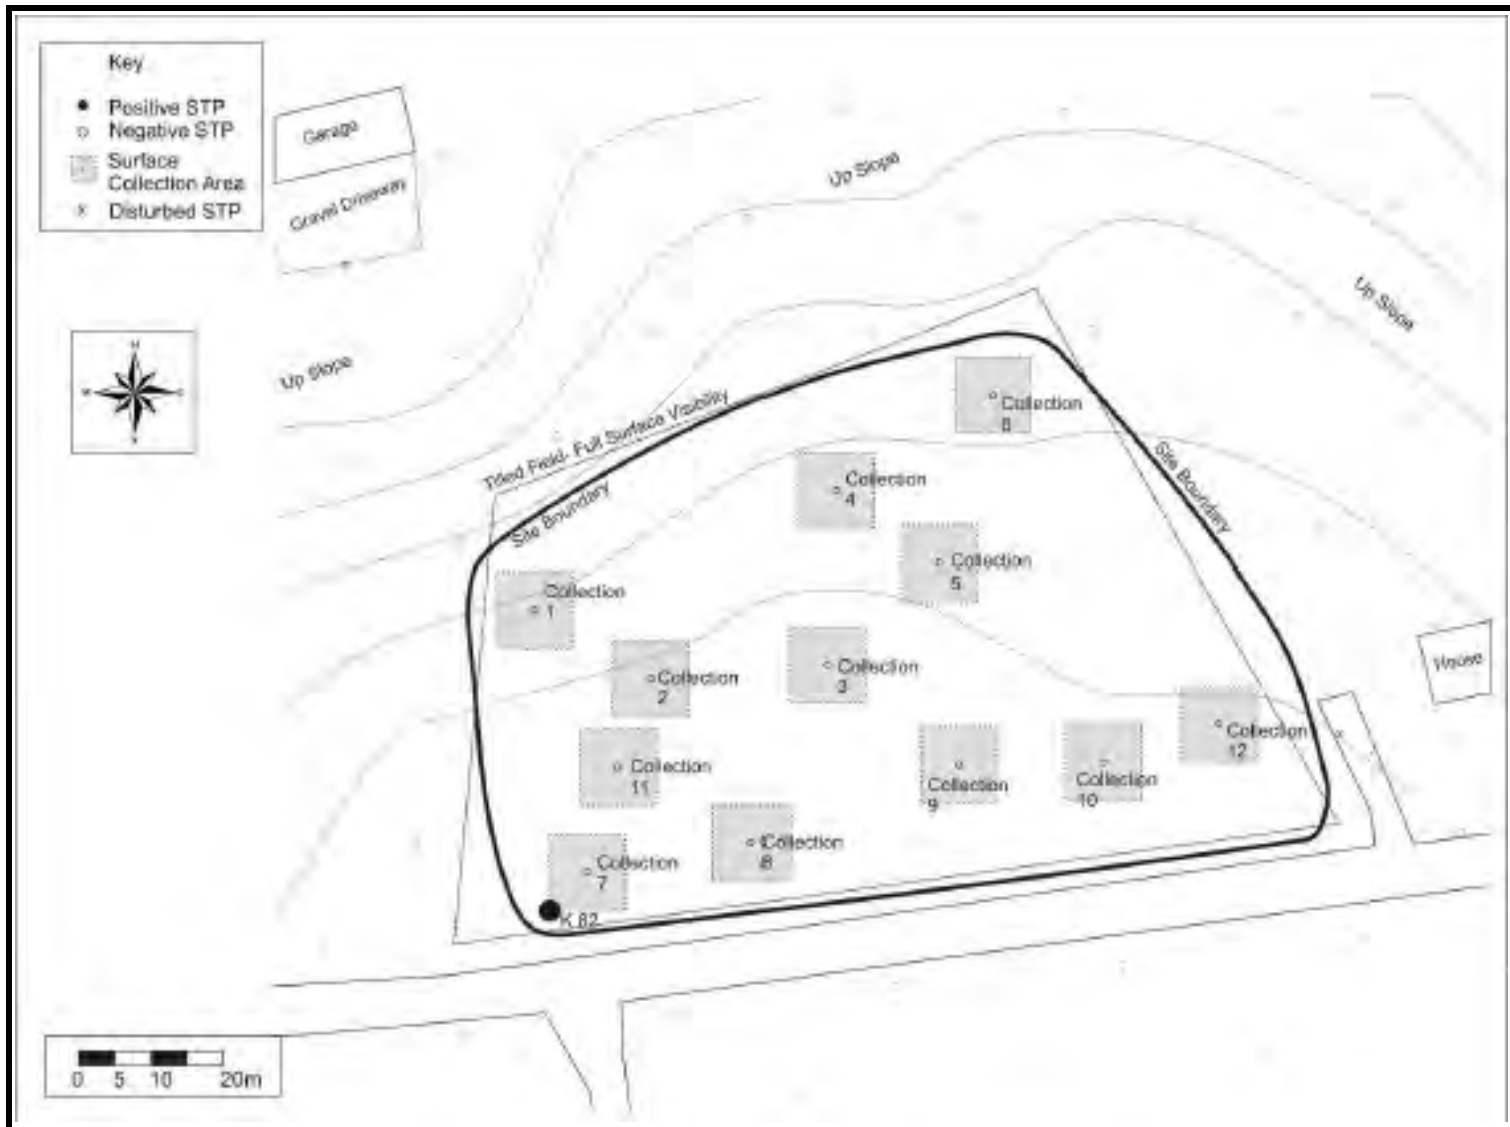 Key
Positive STP
Negative STP
Surface
Collection Area
x Disturbed STP
Garage
Gravel Driveway
Up Slope
Up Slope
Up Slope
N
Tilled Field- Full Surface Visibility
Site Boundary
Site Boundary
Collection
Collection
4
Collection
5
Collection
1
Collection
2
Collection
3
House
Collection
12
Collection
11
Collection
9
Collection
10
Collection
8
Collection
7
K 82
0 5 10 20m